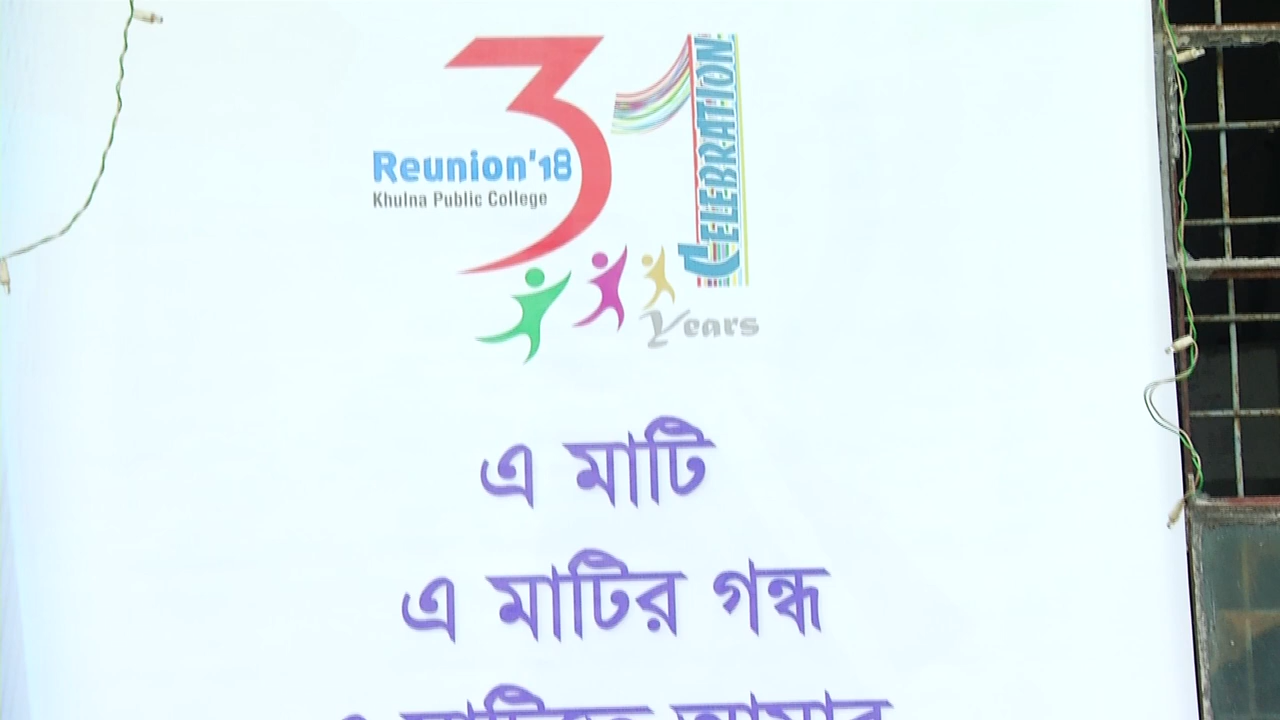 31
CELEBRATION
Reunion'18
Khulna Public College
Years
এ মাটি
এ মাটির গন্ধ